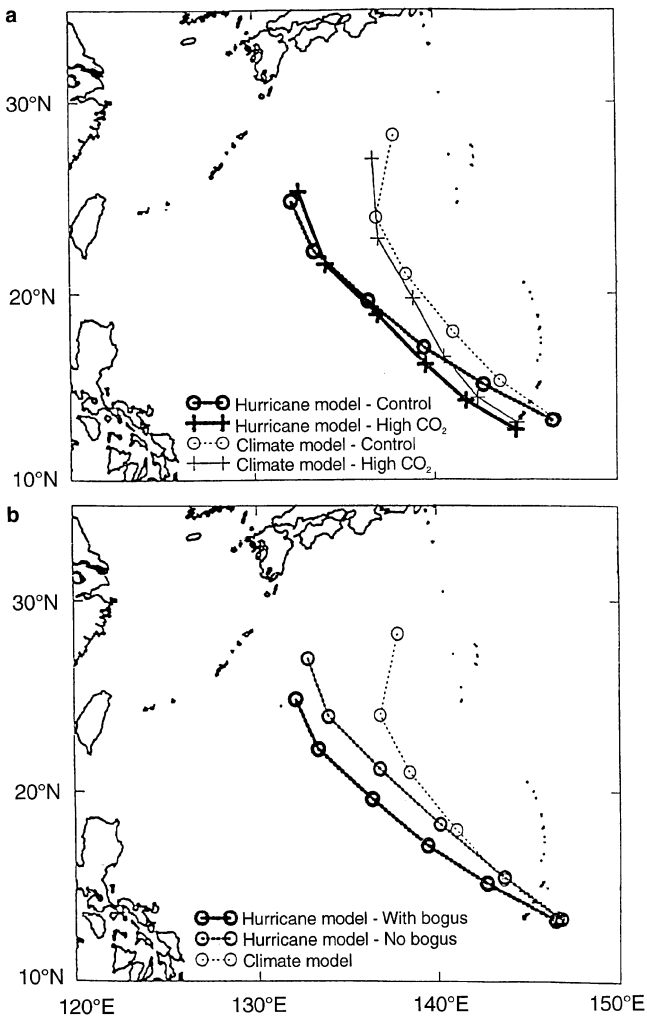 a
30°N
20°N
10°N
Hurricane model - Control
Hurricane model - High CO₂
Climate model - Control
Climate model - High CO₂
b
30°N
20°N
10°N
Hurricane model - With bogus
Hurricane model - No bogus
Climate model
120°E 130°E 140°E 150°E